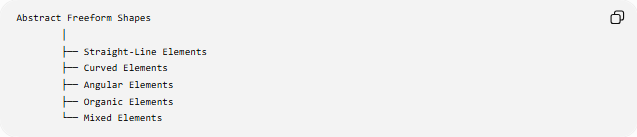 Abstract Freeform Shapes
│
├── Straight-Line Elements
├── Curved Elements
├── Angular Elements
├── Organic Elements
└── Mixed Elements